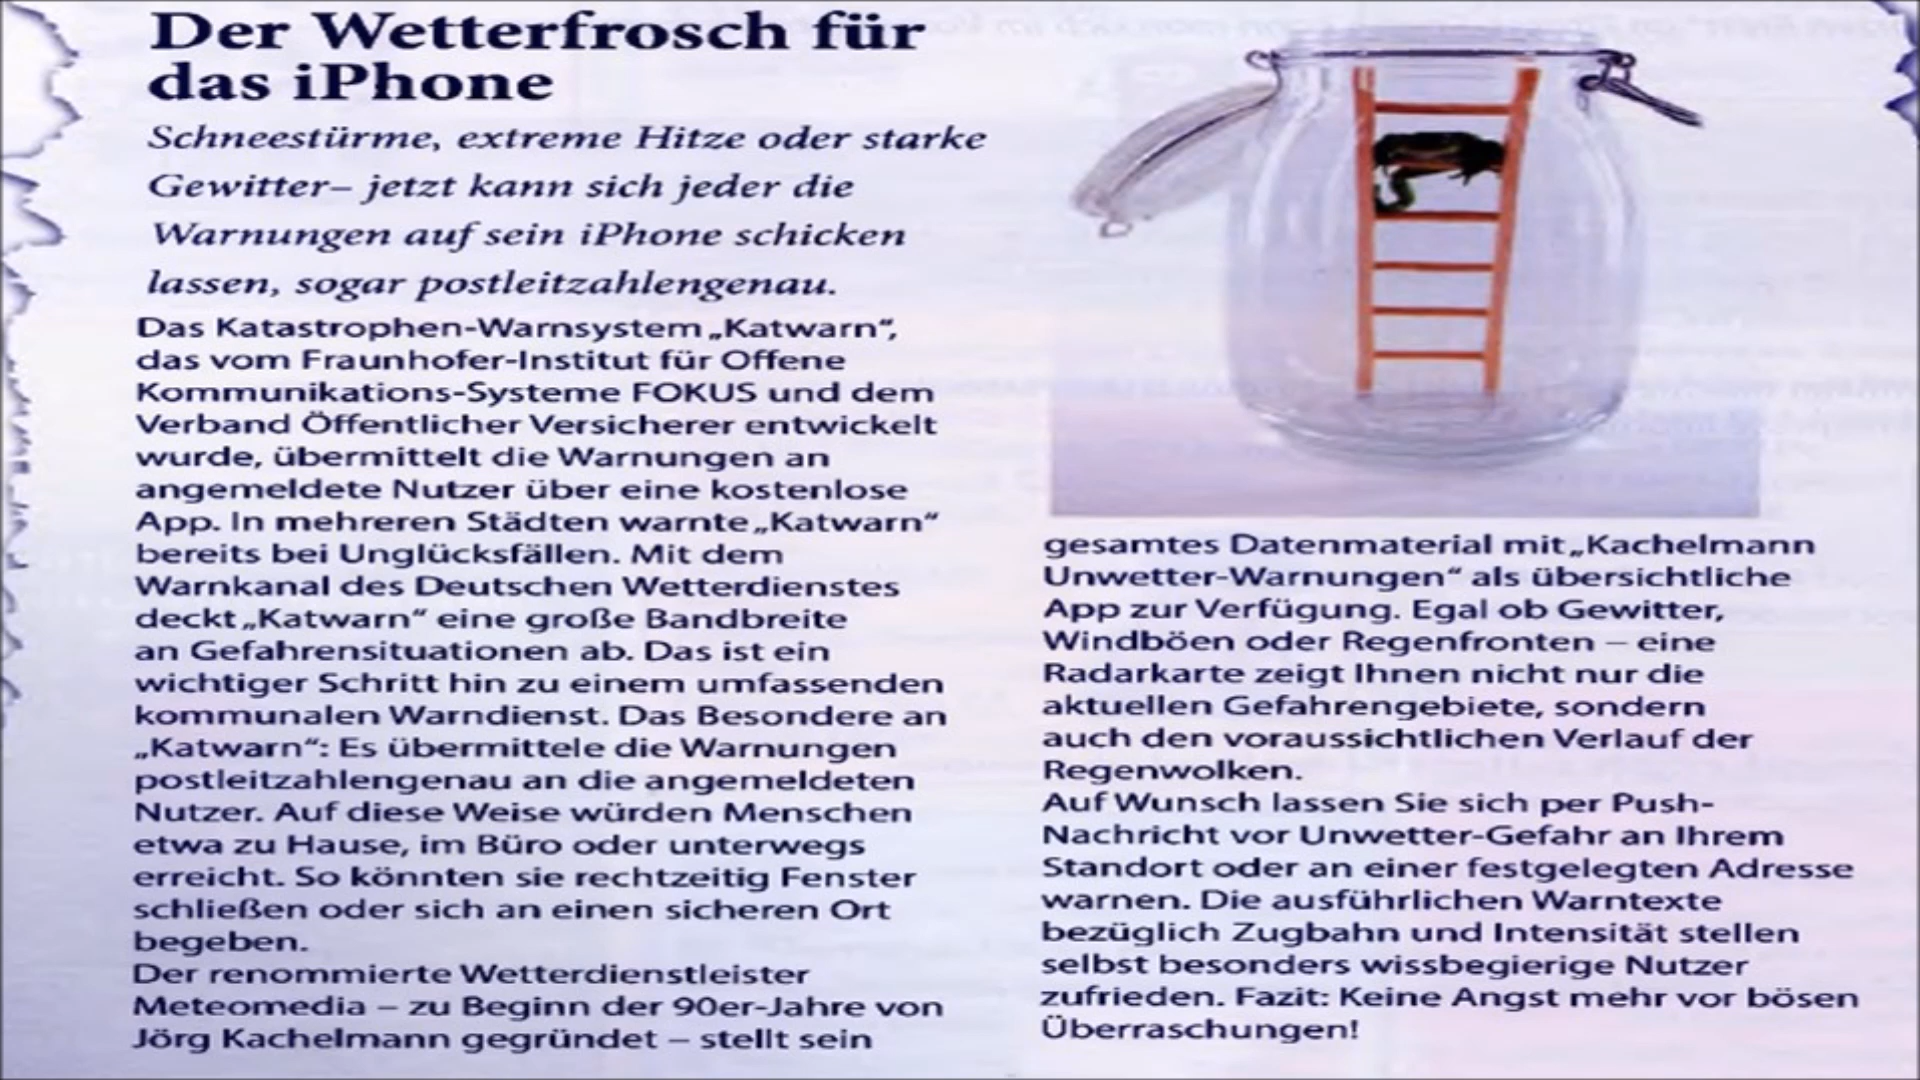 Der Wetterfrosch für
das iPhone
Schneestürme, extreme Hitze oder starke
Gewitter– jetzt kann sich jeder die
Warnungen auf sein iPhone schicken
lassen, sogar postleitzahlengenau.
Das Katastrophen-Warnsystem „Katwarn“,
das vom Fraunhofer-Institut für Offene
Kommunikations-Systeme FOKUS und dem
Verband Öffentlicher Versicherer entwickelt
wurde, übermittelt die Warnungen an
angemeldete Nutzer über eine kostenlose
App. In mehreren Städten warnte „Katwarn“
bereits bei Unglücksfällen. Mit dem
Warnkanal des Deutschen Wetterdienstes
deckt „Katwarn“ eine große Bandbreite
an Gefahrensituationen ab. Das ist ein
wichtiger Schritt hin zu einem umfassenden
kommunalen Warndienst. Das Besondere an
„Katwarn“: Es übermittele die Warnungen
postleitzahlengenau an die angemeldeten
Nutzer. Auf diese Weise würden Menschen
etwa zu Hause, im Büro oder unterwegs
erreicht. So könnten sie rechtzeitig Fenster
schließen oder sich an einen sicheren Ort
begeben.
Der renommierte Wetterdienstleister
Meteomedia – zu Beginn der 90er-Jahre von
Jörg Kachelmann gegründet – stellt sein
gesamtes Datenmaterial mit „Kachelmann
Unwetter-Warnungen“ als übersichtliche
App zur Verfügung. Egal ob Gewitter,
Windböen oder Regenfronten – eine
Radarkarte zeigt Ihnen nicht nur die
aktuellen Gefahrengebiete, sondern
auch den voraussichtlichen Verlauf der
Regenwolken.
Auf Wunsch lassen Sie sich per Push-
Nachricht vor Unwetter-Gefahr an Ihrem
Standort oder an einer festgelegten Adresse
warnen. Die ausführlichen Warntexte
bezüglich Zugbahn und Intensität stellen
selbst besonders wissbegierige Nutzer
zufrieden. Fazit: Keine Angst mehr vor bösen
Überraschungen!